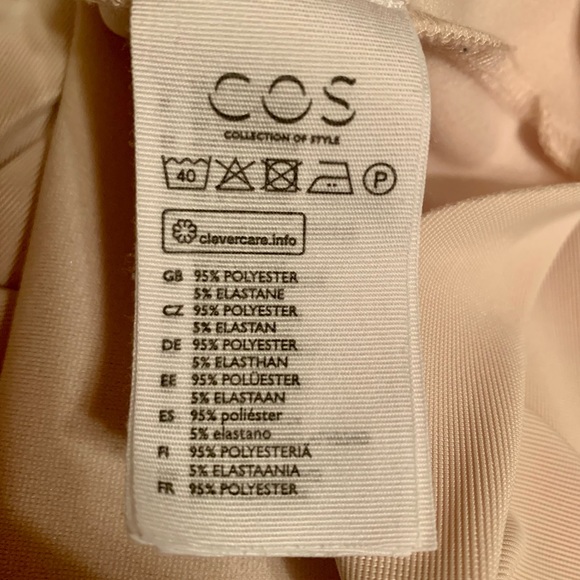 COS
COLLECTION OF STYLE
40 P
clevercare.info
GB 95% POLYESTER
5% ELASTANE
CZ 95% POLYESTER
5% ELASTAN
DE 95% POLYESTER
5% ELASTHAN
EE 95% POLÜESTER
5% ELASTAAN
ES 95% poliéster
5% elastano
FI 95% POLYESTERIÄ
5% ELASTAANIA
FR 95% POLYESTER